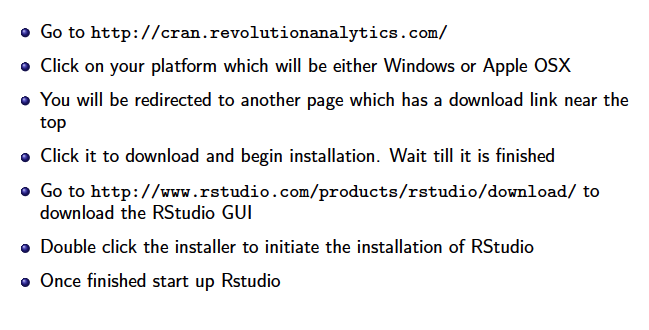 Go to http://cran.revolutionanalytics.com/
Click on your platform which will be either Windows or Apple OSX
You will be redirected to another page which has a download link near the
top
Click it to download and begin installation. Wait till it is finished
Go to http://www.rstudio.com/products/rstudio/download/ to
download the RStudio GUI
Double click the installer to initiate the installation of RStudio
Once finished start up Rstudio